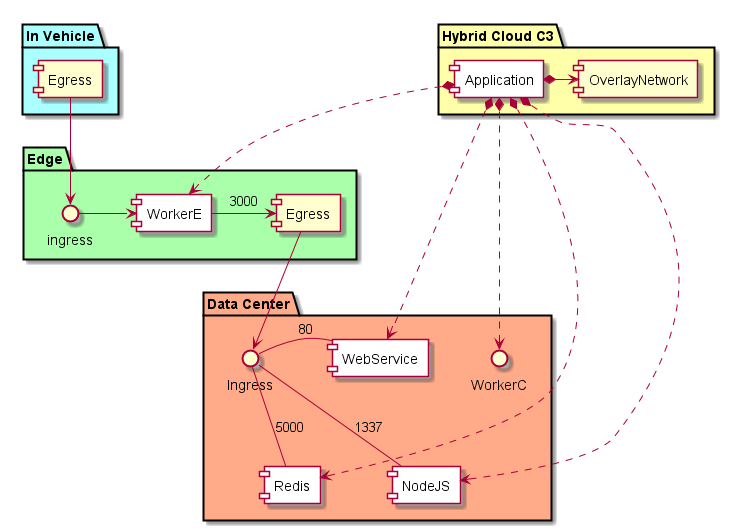 In Vehicle
Hybrid Cloud C3
Egress
Application
OverlayNetwork
Edge
3000
WorkerE
Egress
ingress
Data Center
80
WebService
Ingress
WorkerC
5000
1337
Redis
NodeJS